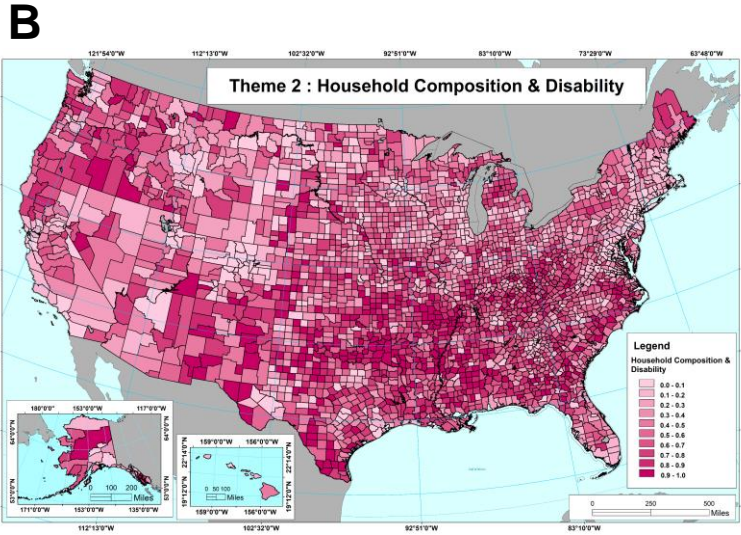 B
121°54'0"W 112°13'0"W 102°32'0"W 92°51'0"W 83°10'0"W 73°29'0"W 63°48'0"W
Theme 2 : Household Composition & Disability
Legend
Household Composition &
Disability
0.0 - 0.1
0.1 - 0.2
0.2 - 0.3
0.3 - 0.4
0.4 - 0.5
0.5 - 0.6
0.6 - 0.7
0.7 - 0.8
0.8 - 0.9
0.9 - 1.0
180°0'0" 153°0'0"W 117°0'0"W
0 100 200
Miles
171°0'0"W 153°0'0"W 135°0'0"W
159°0'0"W 156°0'0"W
0 50 100
Miles
159°0'0"W 156°0'0"W
0 250 500
Miles
112°13'0"W 102°32'0"W 92°51'0"W 83°10'0"W